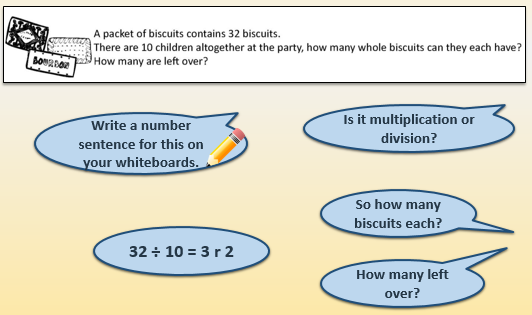 A packet of biscuits contains 32 biscuits.
There are 10 children altogether at the party, how many whole biscuits can they each have?
How many are left over?
BOURBON
Write a number
sentence for this on
your whiteboards.
Is it multiplication or
division?
So how many
biscuits each?
32 ÷ 10 = 3 r 2
How many left
over?